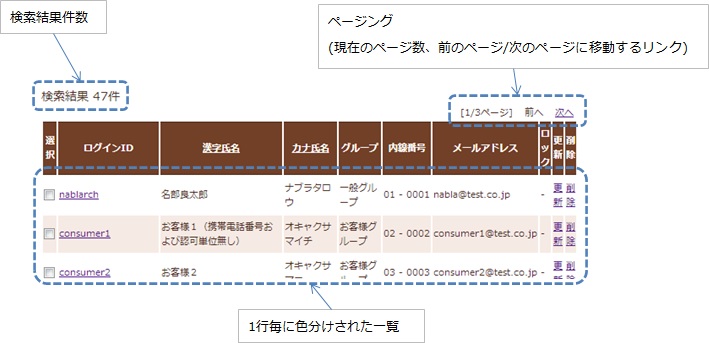 検索結果件数
ページング
(現在のページ数、前のページ/次のページに移動するリンク)
検索結果 47件
[1/3ページ] 前へ 次へ
選択 ログインID 漢字氏名 カナ氏名 グループ 内線番号 メールアドレス ロック 更新 削除
nablarch 名部良太郎 ナブラタロウ 一般グループ 01 - 0001 nabla@test.co.jp - 更新 削除
consumer1 お客様１（携帯電話番号および認可単位無し） オキャクサマイチ お客様グループ 02 - 0002 consumer1@test.co.jp - 更新 削除
consumer2 お客様２ オキャクサ お客様グループ 03 - 0003 consumer2@test.co.jp - 更新 削除
1行毎に色分けされた一覧